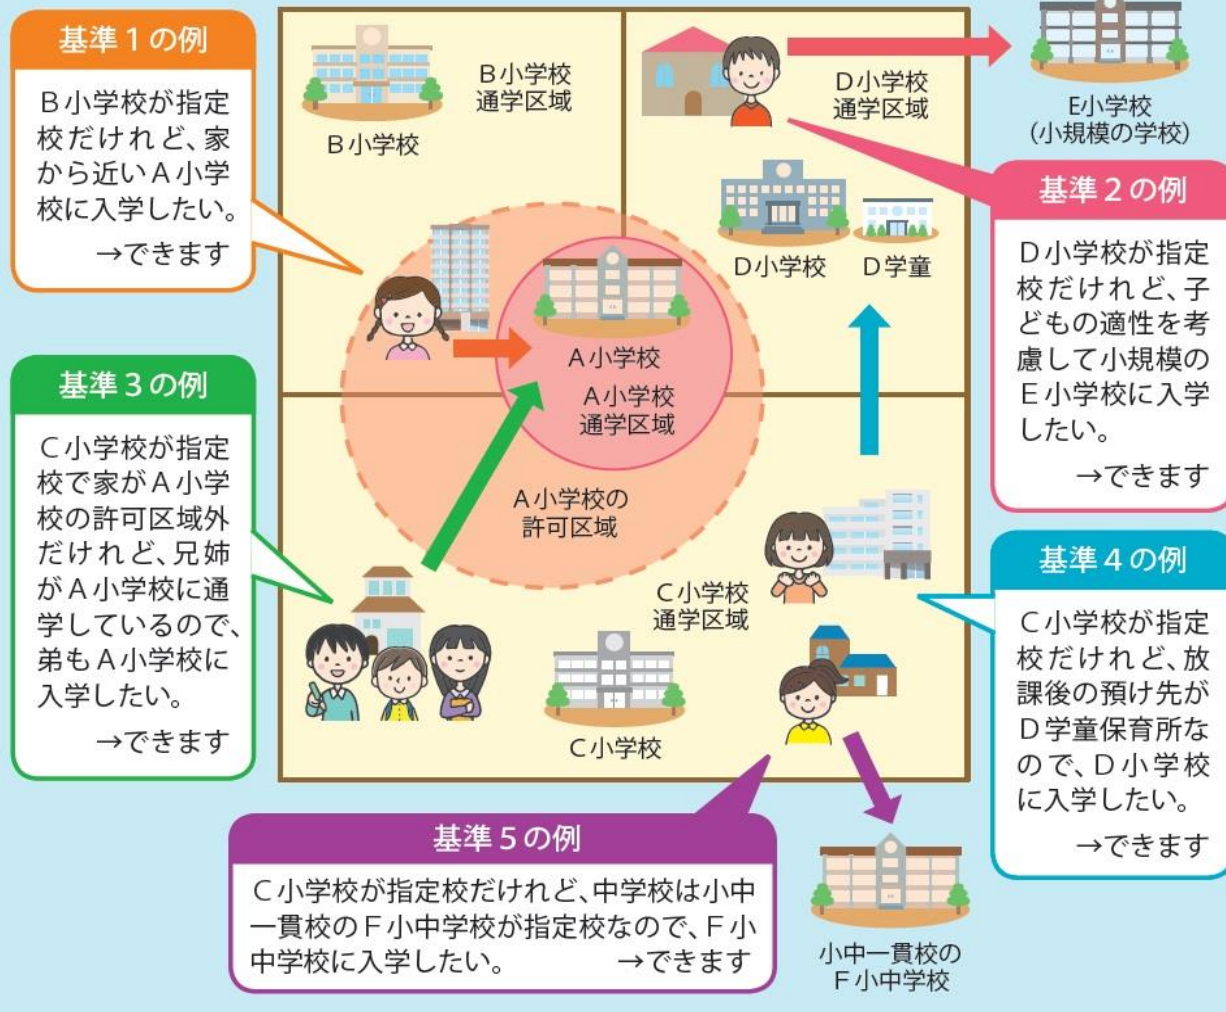 基準1の例
B小学校が指定
校だけれど、家
から近いA小学
校に入学したい。
→できます
B小学校
通学区域
B小学校
D小学校
通学区域
E小学校
(小規模の学校)
基準2の例
D小学校が指定
校だけれど、子
どもの適性を考
慮して小規模の
E小学校に入学
したい。
→できます
D小学校
D学童
A小学校
A小学校
通学区域
A小学校の
許可区域
基準3の例
C小学校が指定
校で家がA小学
校の許可区域外
だけれど、兄姉
がA小学校に通
学しているので、
弟もA小学校に
入学したい。
→できます
C小学校
通学区域
C小学校
基準4の例
C小学校が指定
校だけれど、放
課後の預け先が
D学童保育所な
ので、D小学校
に入学したい。
→できます
基準5の例
C小学校が指定校だけれど、中学校は小中
一貫校のF小中学校が指定校なので、F小
中学校に入学したい。 →できます
小中一貫校の
F小中学校